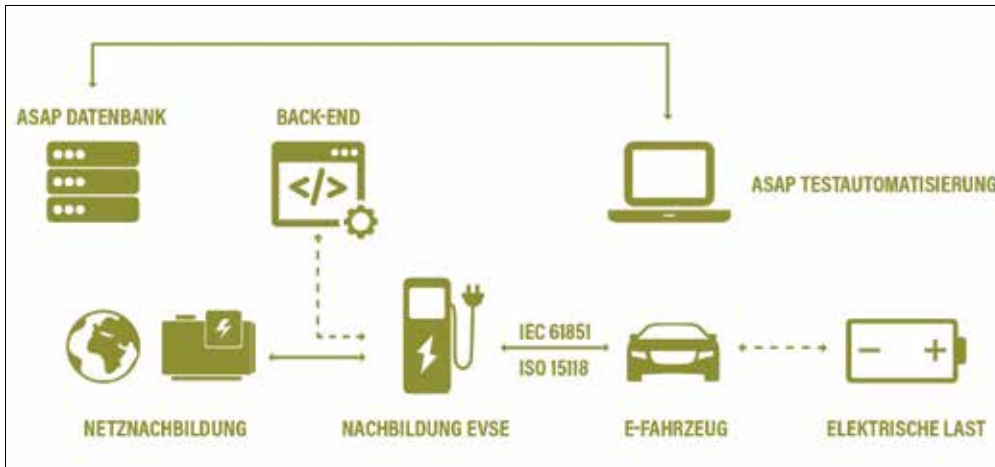 ASAP DATENBANK
BACK-END
</>
ASAP TESTAUTOMATISIERUNG
IEC 61851
ISO 15118
NETZNACHBILDUNG
NACHBILDUNG EVSE
E-FAHRZEUG
ELEKTRISCHE LAST